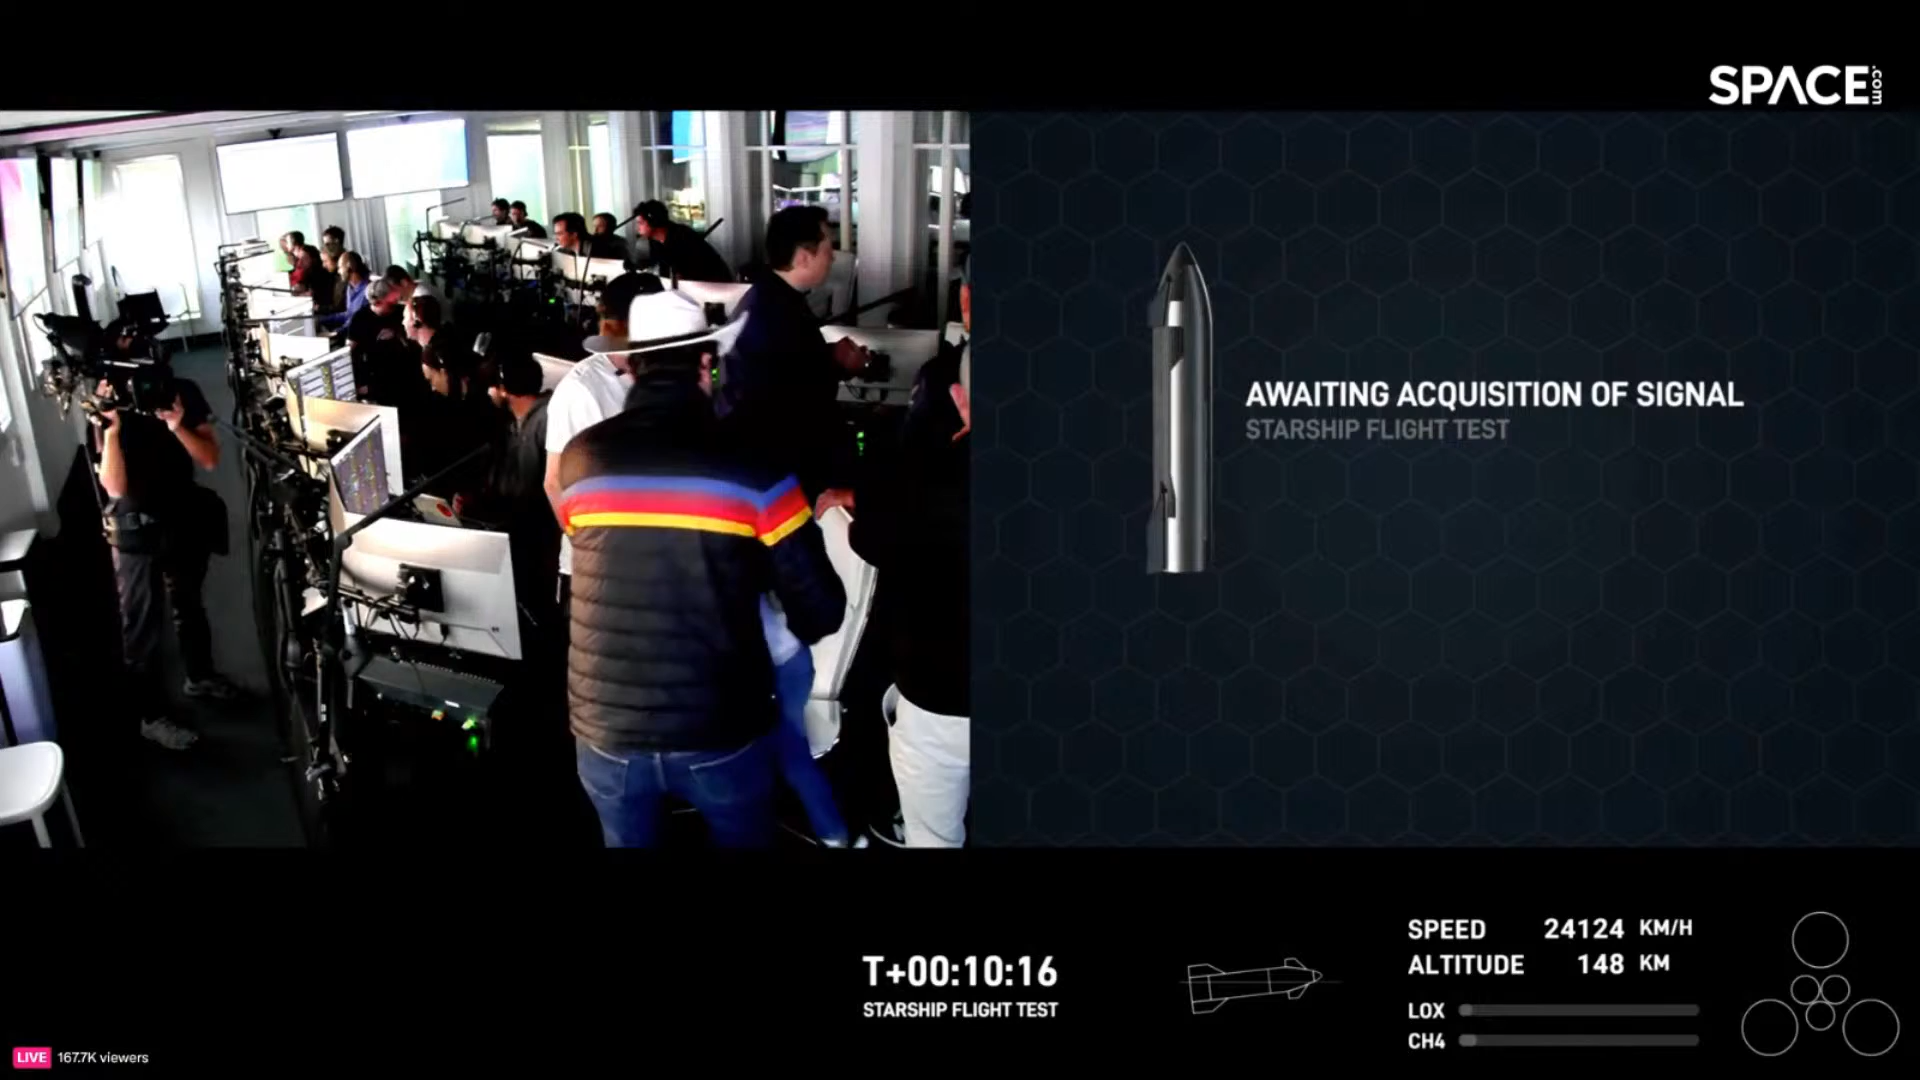 SPACE.com
AWAITING ACQUISITION OF SIGNAL
STARSHIP FLIGHT TEST
SPEED 24124 KM/H
ALTITUDE 148 KM
T+00:10:16
STARSHIP FLIGHT TEST
LOX
CH4
LIVE 167.7K viewers